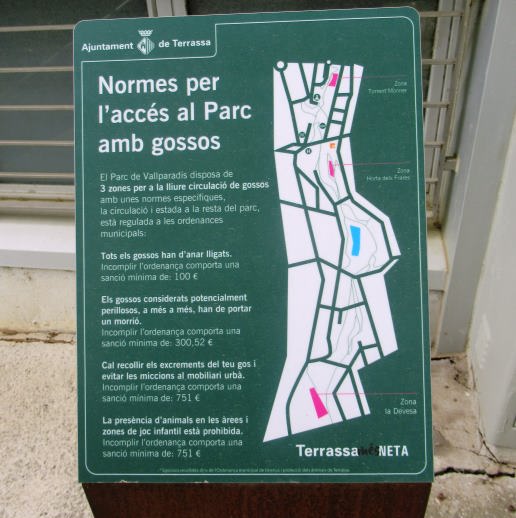 Ajuntament de Terrassa
Normes per
l'accés al Parc
amb gossos
El Parc de Vallparadís disposa de
3 zones per a la lliure circulació de gossos
amb unes normes específiques,
la circulació i estada a la resta del parc,
està regulada a les ordenances
municipals:
Tots els gossos han d'anar lligats.
Incomplir l'ordenança comporta una
sanció mínima de: 100 €
Els gossos considerats potencialment
perillosos, a més a més, han de portar
un morrió.
Incomplir l'ordenança comporta una
sanció mínima de: 300,52 €
Cal recollir els excrements del teu gos i
evitar les miccions al mobiliari urbà.
Incomplir l'ordenança comporta una
sanció mínima de: 751 €
La presència d'animals en les àrees i
zones de joc infantil està prohibida.
Incomplir l'ordenança comporta una
sanció mínima de: 751 €
Zona
Torrent Monner
Zona
Horta dels Frares
Zona
la Devesa
TerrassamésNETA